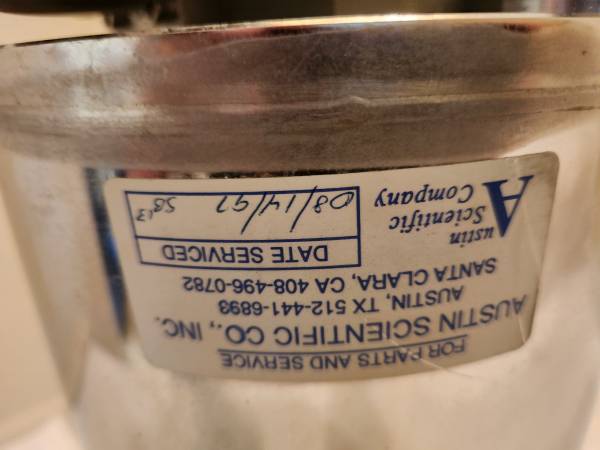 FOR PARTS AND SERVICE
AUSTIN SCIENTIFIC CO., INC.
AUSTIN, TX 512-441-6893
SANTA CLARA, CA 408-496-0782
Austin
Scientific
Company
DATE SERVICED
08/14/97